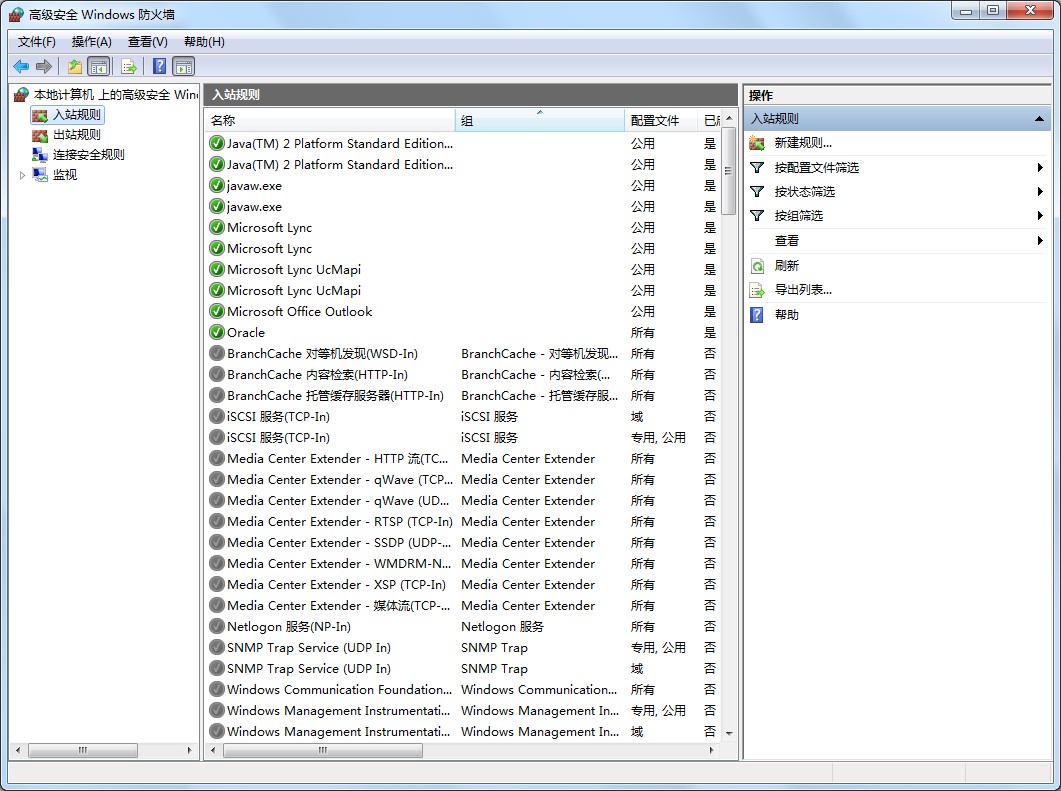 高级安全 Windows 防火墙
文件(F) 操作(A) 查看(V) 帮助(H)
本地计算机 上的高级安全 Win
入站规则
出站规则
连接安全规则
监视
入站规则
名称 组 配置文件 已
Java(TM) 2 Platform Standard Edition... 公用 是
Java(TM) 2 Platform Standard Edition... 公用 是
javaw.exe 公用 是
javaw.exe 公用 是
Microsoft Lync 公用 是
Microsoft Lync 公用 是
Microsoft Lync UcMapi 公用 是
Microsoft Lync UcMapi 公用 是
Microsoft Office Outlook 公用 是
Oracle 所有 是
BranchCache 对等机发现(WSD-In) BranchCache - 对等机发现... 所有 否
BranchCache 内容检索(HTTP-In) BranchCache - 内容检索(... 所有 否
BranchCache 托管缓存服务器(HTTP-In) BranchCache - 托管缓存服... 所有 否
iSCSI 服务(TCP-In) iSCSI 服务 域 否
iSCSI 服务(TCP-In) iSCSI 服务 专用, 公用 否
Media Center Extender - HTTP 流(TC... Media Center Extender 所有 否
Media Center Extender - qWave (TCP... Media Center Extender 所有 否
Media Center Extender - qWave (UD... Media Center Extender 所有 否
Media Center Extender - RTSP (TCP-In) Media Center Extender 所有 否
Media Center Extender - SSDP (UDP-... Media Center Extender 所有 否
Media Center Extender - WMDRM-N... Media Center Extender 所有 否
Media Center Extender - XSP (TCP-In) Media Center Extender 所有 否
Media Center Extender - 媒体流(TCP-... Media Center Extender 所有 否
Netlogon 服务(NP-In) Netlogon 服务 所有 否
SNMP Trap Service (UDP In) SNMP Trap 专用, 公用 否
SNMP Trap Service (UDP In) SNMP Trap 域 否
Windows Communication Foundation... Windows Communication... 所有 否
Windows Management Instrumentati... Windows Management In... 专用, 公用 否
Windows Management Instrumentati... Windows Management In... 域 否
操作
入站规则
新建规则...
按配置文件筛选
按状态筛选
按组筛选
查看
刷新
导出列表...
帮助